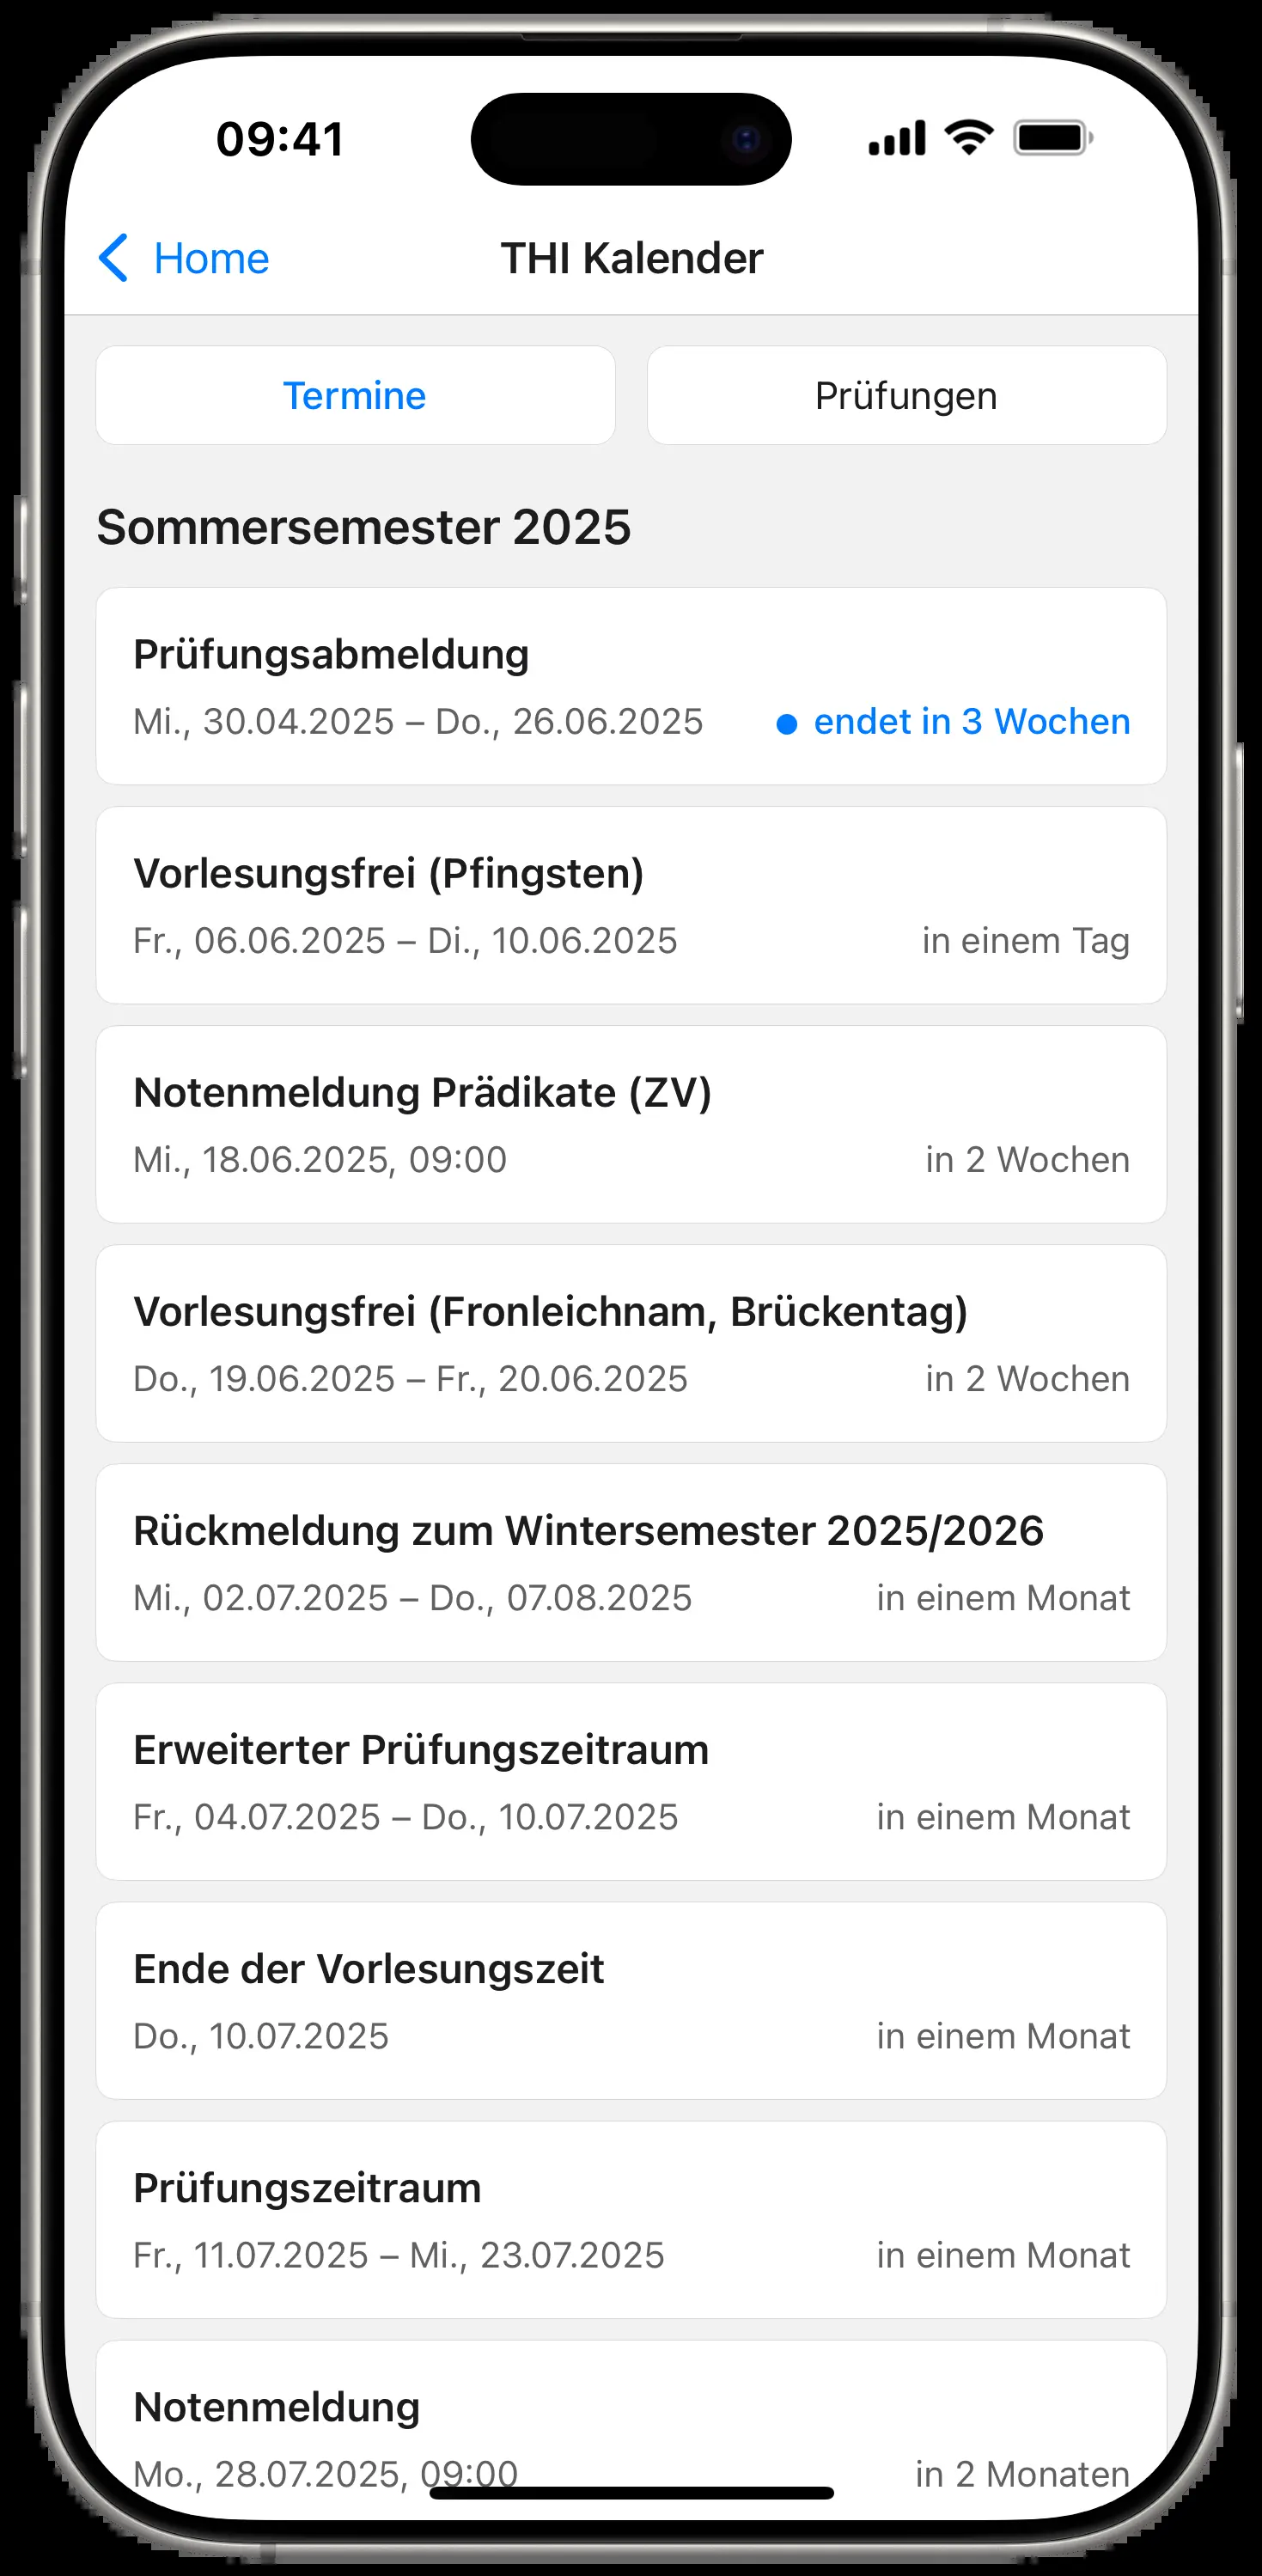 09:41
Home
THI Kalender
Termine
Prüfungen
Sommersemester 2025
Prüfungsabmeldung
Mi., 30.04.2025 – Do., 26.06.2025
endet in 3 Wochen
Vorlesungsfrei (Pfingsten)
Fr., 06.06.2025 – Di., 10.06.2025
in einem Tag
Notenmeldung Prädikate (ZV)
Mi., 18.06.2025, 09:00
in 2 Wochen
Vorlesungsfrei (Fronleichnam, Brückentag)
Do., 19.06.2025 – Fr., 20.06.2025
in 2 Wochen
Rückmeldung zum Wintersemester 2025/2026
Mi., 02.07.2025 – Do., 07.08.2025
in einem Monat
Erweiterter Prüfungszeitraum
Fr., 04.07.2025 – Do., 10.07.2025
in einem Monat
Ende der Vorlesungszeit
Do., 10.07.2025
in einem Monat
Prüfungszeitraum
Fr., 11.07.2025 – Mi., 23.07.2025
in einem Monat
Notenmeldung
Mo., 28.07.2025, 09:00
in 2 Monaten